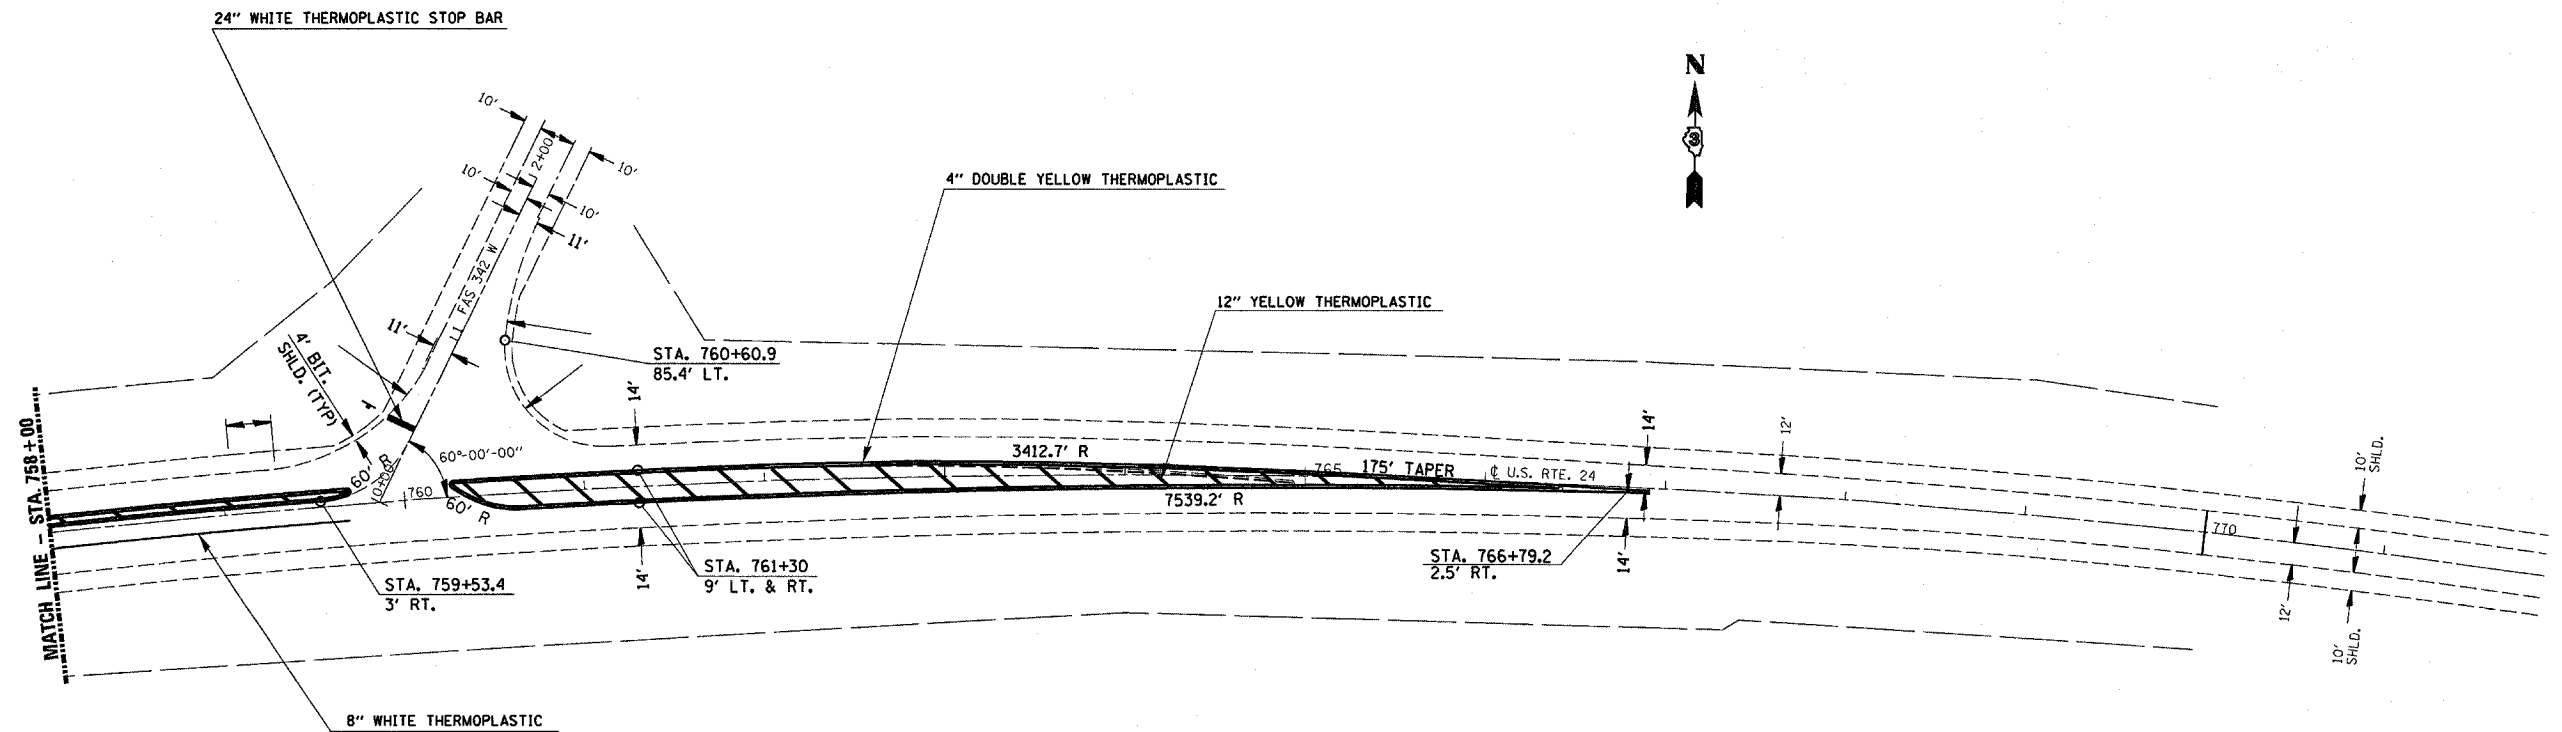 24" WHITE THERMOPLASTIC STOP BAR
N
10'
12+00
10'
10'
10'
4" DOUBLE YELLOW THERMOPLASTIC
11'
FAS 342 W
11'
12" YELLOW THERMOPLASTIC
4' BIT.
SHLD. (TYP)
STA. 760+60.9
85.4' LT.
14'
14'
12'
10'
SHLD.
MATCH LINE - STA. 758+00
60' R
10+00
60°-00'-00"
760
60' R
3412.7' R
765
175' TAPER
℄ U.S. RTE. 24
7539.2' R
770
STA. 759+53.4
3' RT.
14'
STA. 761+30
9' LT. & RT.
STA. 766+79.2
2.5' RT.
14'
12'
10'
SHLD.
8" WHITE THERMOPLASTIC